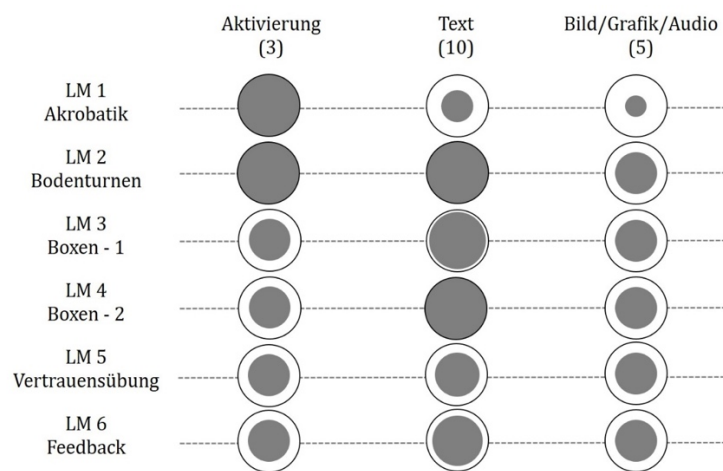 Aktivierung
(3)
Text
(10)
Bild/Grafik/Audio
(5)
LM 1
Akrobatik
LM 2
Bodenturnen
LM 3
Boxen - 1
LM 4
Boxen - 2
LM 5
Vertrauensübung
LM 6
Feedback